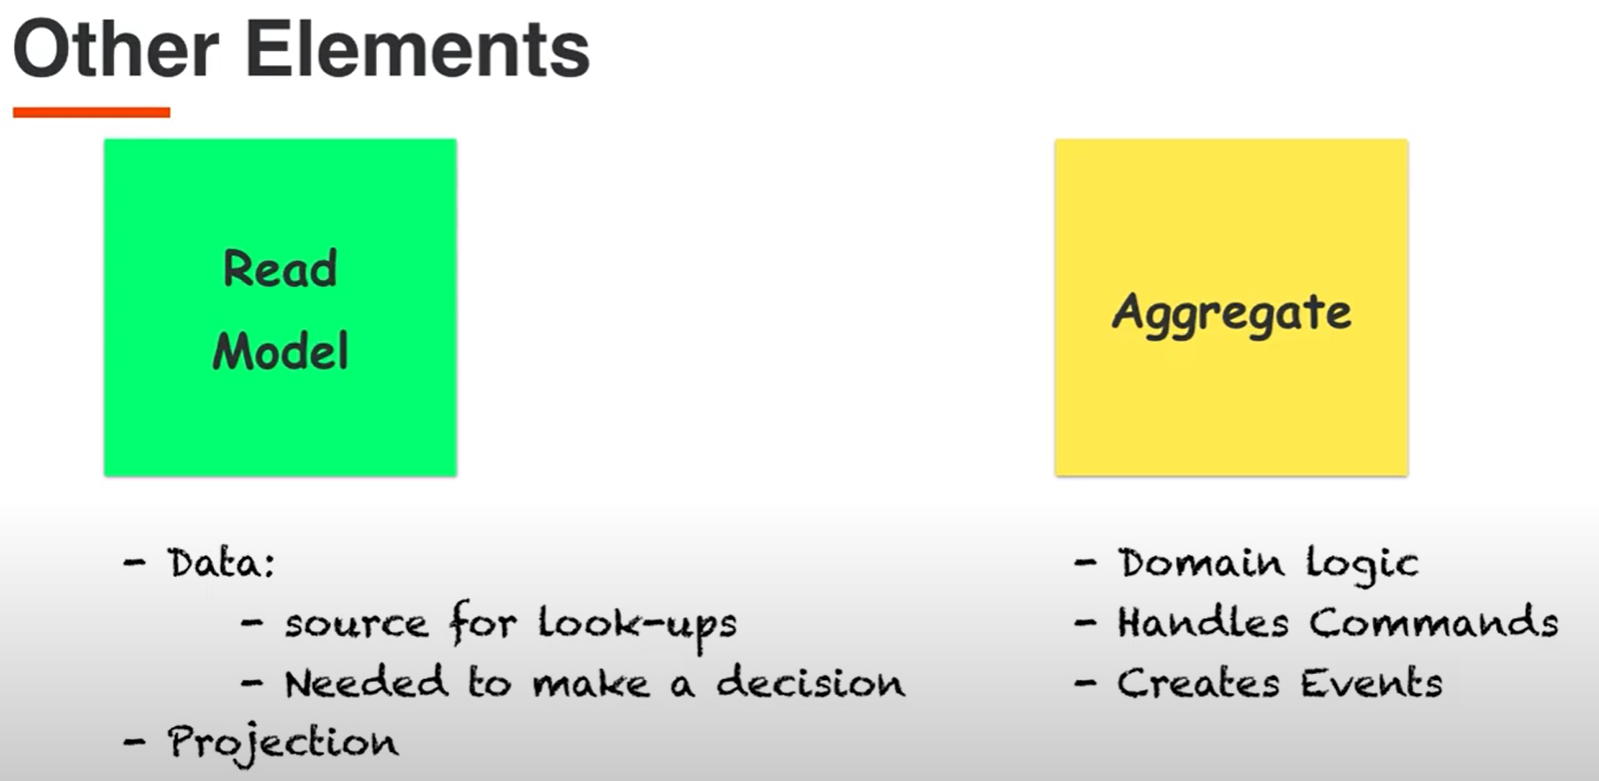 Other Elements
Read
Model
Aggregate
- Data:
- source for look-ups
- Needed to make a decision
- Projection
- Domain logic
- Handles Commands
- Creates Events